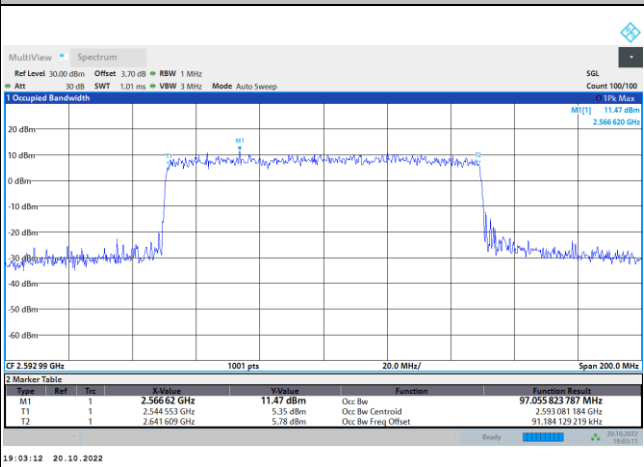 MultiView Spectrum
Ref Level 30.00 dBm Offset 3.70 dB RBW 1 MHz SGL
Att 30 dB SWT 1.01 ms VBW 3 MHz Mode Auto Sweep Count 100/100
1 Occupied Bandwidth 1Pk Max
M1[1] 11.47 dBm
2.566 620 GHz
20 dBm
M1
10 dBm
T1 T2
0 dBm
-10 dBm
-20 dBm
-30 dBm
-40 dBm
-50 dBm
-60 dBm
CF 2.592 99 GHz 1001 pts 20.0 MHz/ Span 200.0 MHz
2 Marker Table
Type Ref Trc X-Value Y-Value Function Function Result
M1 1 2.566 62 GHz 11.47 dBm Occ Bw 97.055 823 787 MHz
T1 1 2.544 553 GHz 5.35 dBm Occ Bw Centroid 2.593 081 184 GHz
T2 1 2.641 609 GHz 5.78 dBm Occ Bw Freq Offset 91.184 129 219 kHz
Ready 20.10.2022
19:03:11
19:03:12 20.10.2022